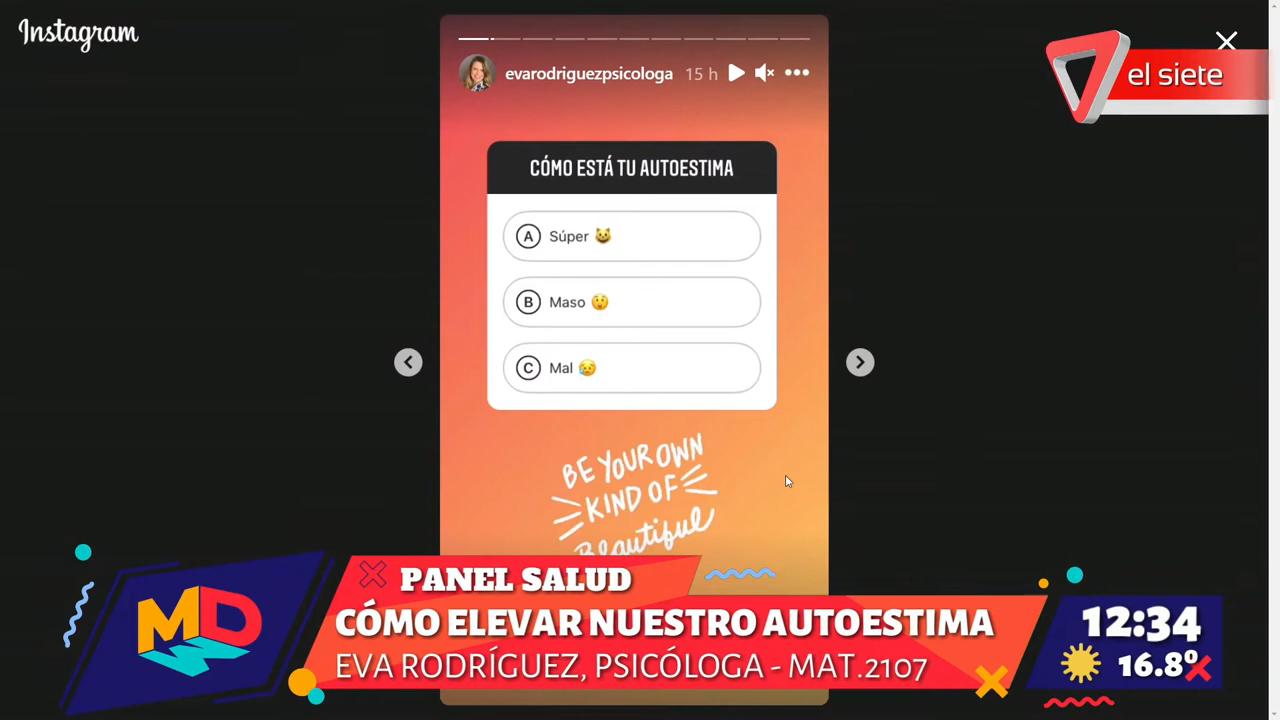 Instagram
evarodriguezpsicologa 15 h
el siete
CÓMO ESTÁ TU AUTOESTIMA
A Súper 😺
B Maso 😲
C Mal 😥
BE YOUR OWN
KIND OF
Beautiful
PANEL SALUD
CÓMO ELEVAR NUESTRO AUTOESTIMA
EVA RODRÍGUEZ, PSICÓLOGA - MAT.2107
MD
12:34
16.8º